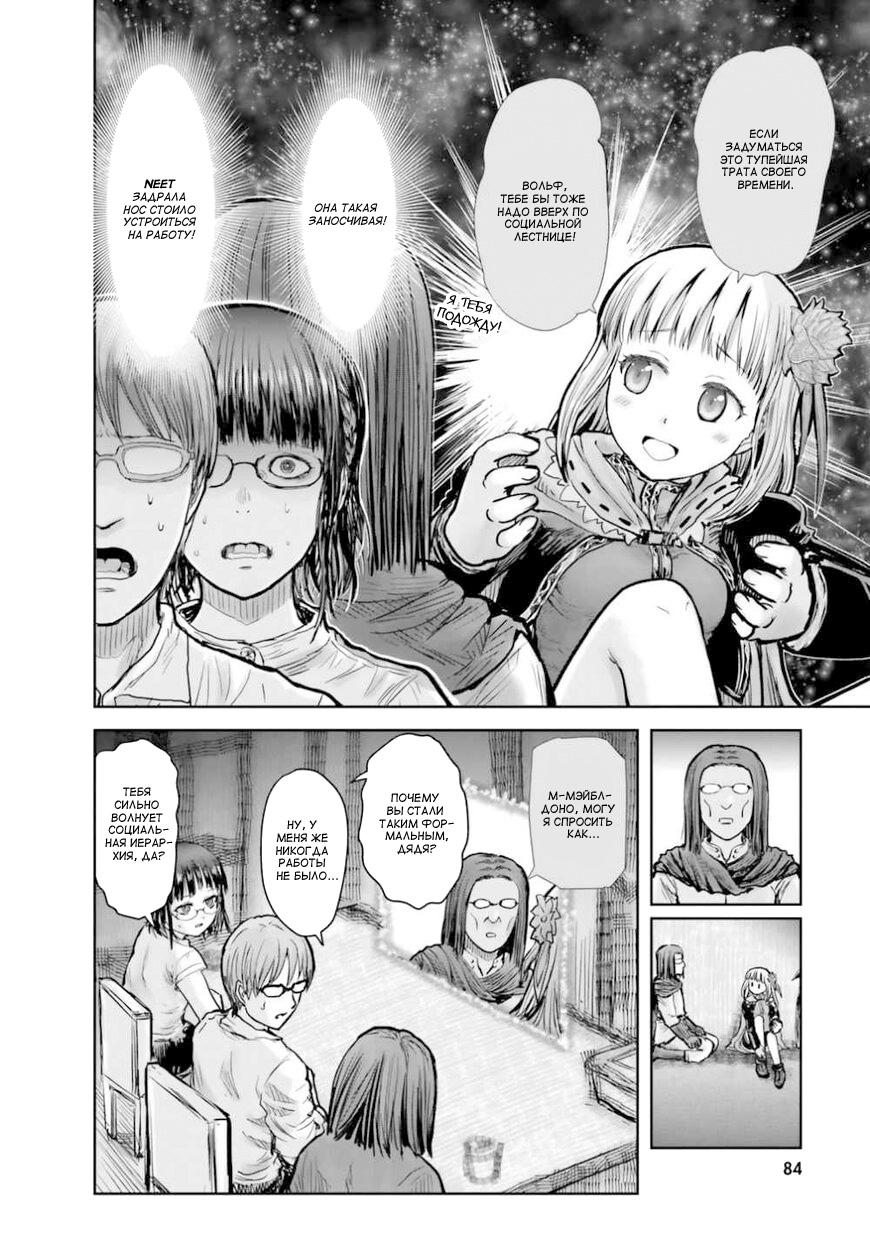 ЕСЛИ
ЗАДУМАТЬСЯ
ЭТО ТУПЕЙШАЯ
ТРАТА СВОЕГО
ВРЕМЕНИ.
ВОЛЬФ,
ТЕБЕ БЫ ТОЖЕ
НАДО ВВЕРХ ПО
СОЦИАЛЬНОЙ
ЛЕСТНИЦЕ!
Я ТЕБЯ
ПОДОЖДУ!
ОНА ТАКАЯ
ЗАНОСЧИВАЯ!
NEET
ЗАДРАЛА
НОС СТОИЛО
УСТРОИТЬСЯ
НА РАБОТУ!
М-МЭЙБЛ-
ДОНО, МОГУ
Я СПРОСИТЬ
КАК...
ПОЧЕМУ
ВЫ СТАЛИ
ТАКИМ ФОР-
МАЛЬНЫМ,
ДЯДЯ?
НУ, У
МЕНЯ ЖЕ
НИКОГДА
РАБОТЫ
НЕ БЫЛО...
ТЕБЯ
СИЛЬНО
ВОЛНУЕТ
СОЦИАЛЬ-
НАЯ ИЕРАР-
ХИЯ, ДА?
84